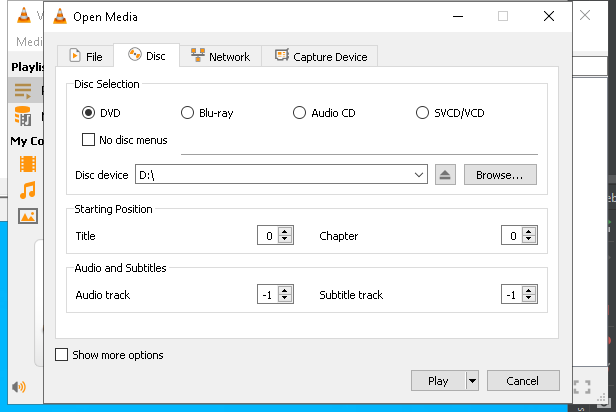 V
Open Media
Medi
File
Disc
Network
Capture Device
Playlis
My Co
Disc Selection
DVD
Blu-ray
Audio CD
SVCD/VCD
No disc menus
Disc device
D:\
Browse...
Starting Position
Title
0
Chapter
0
Audio and Subtitles
Audio track
-1
Subtitle track
-1
Show more options
Play
Cancel